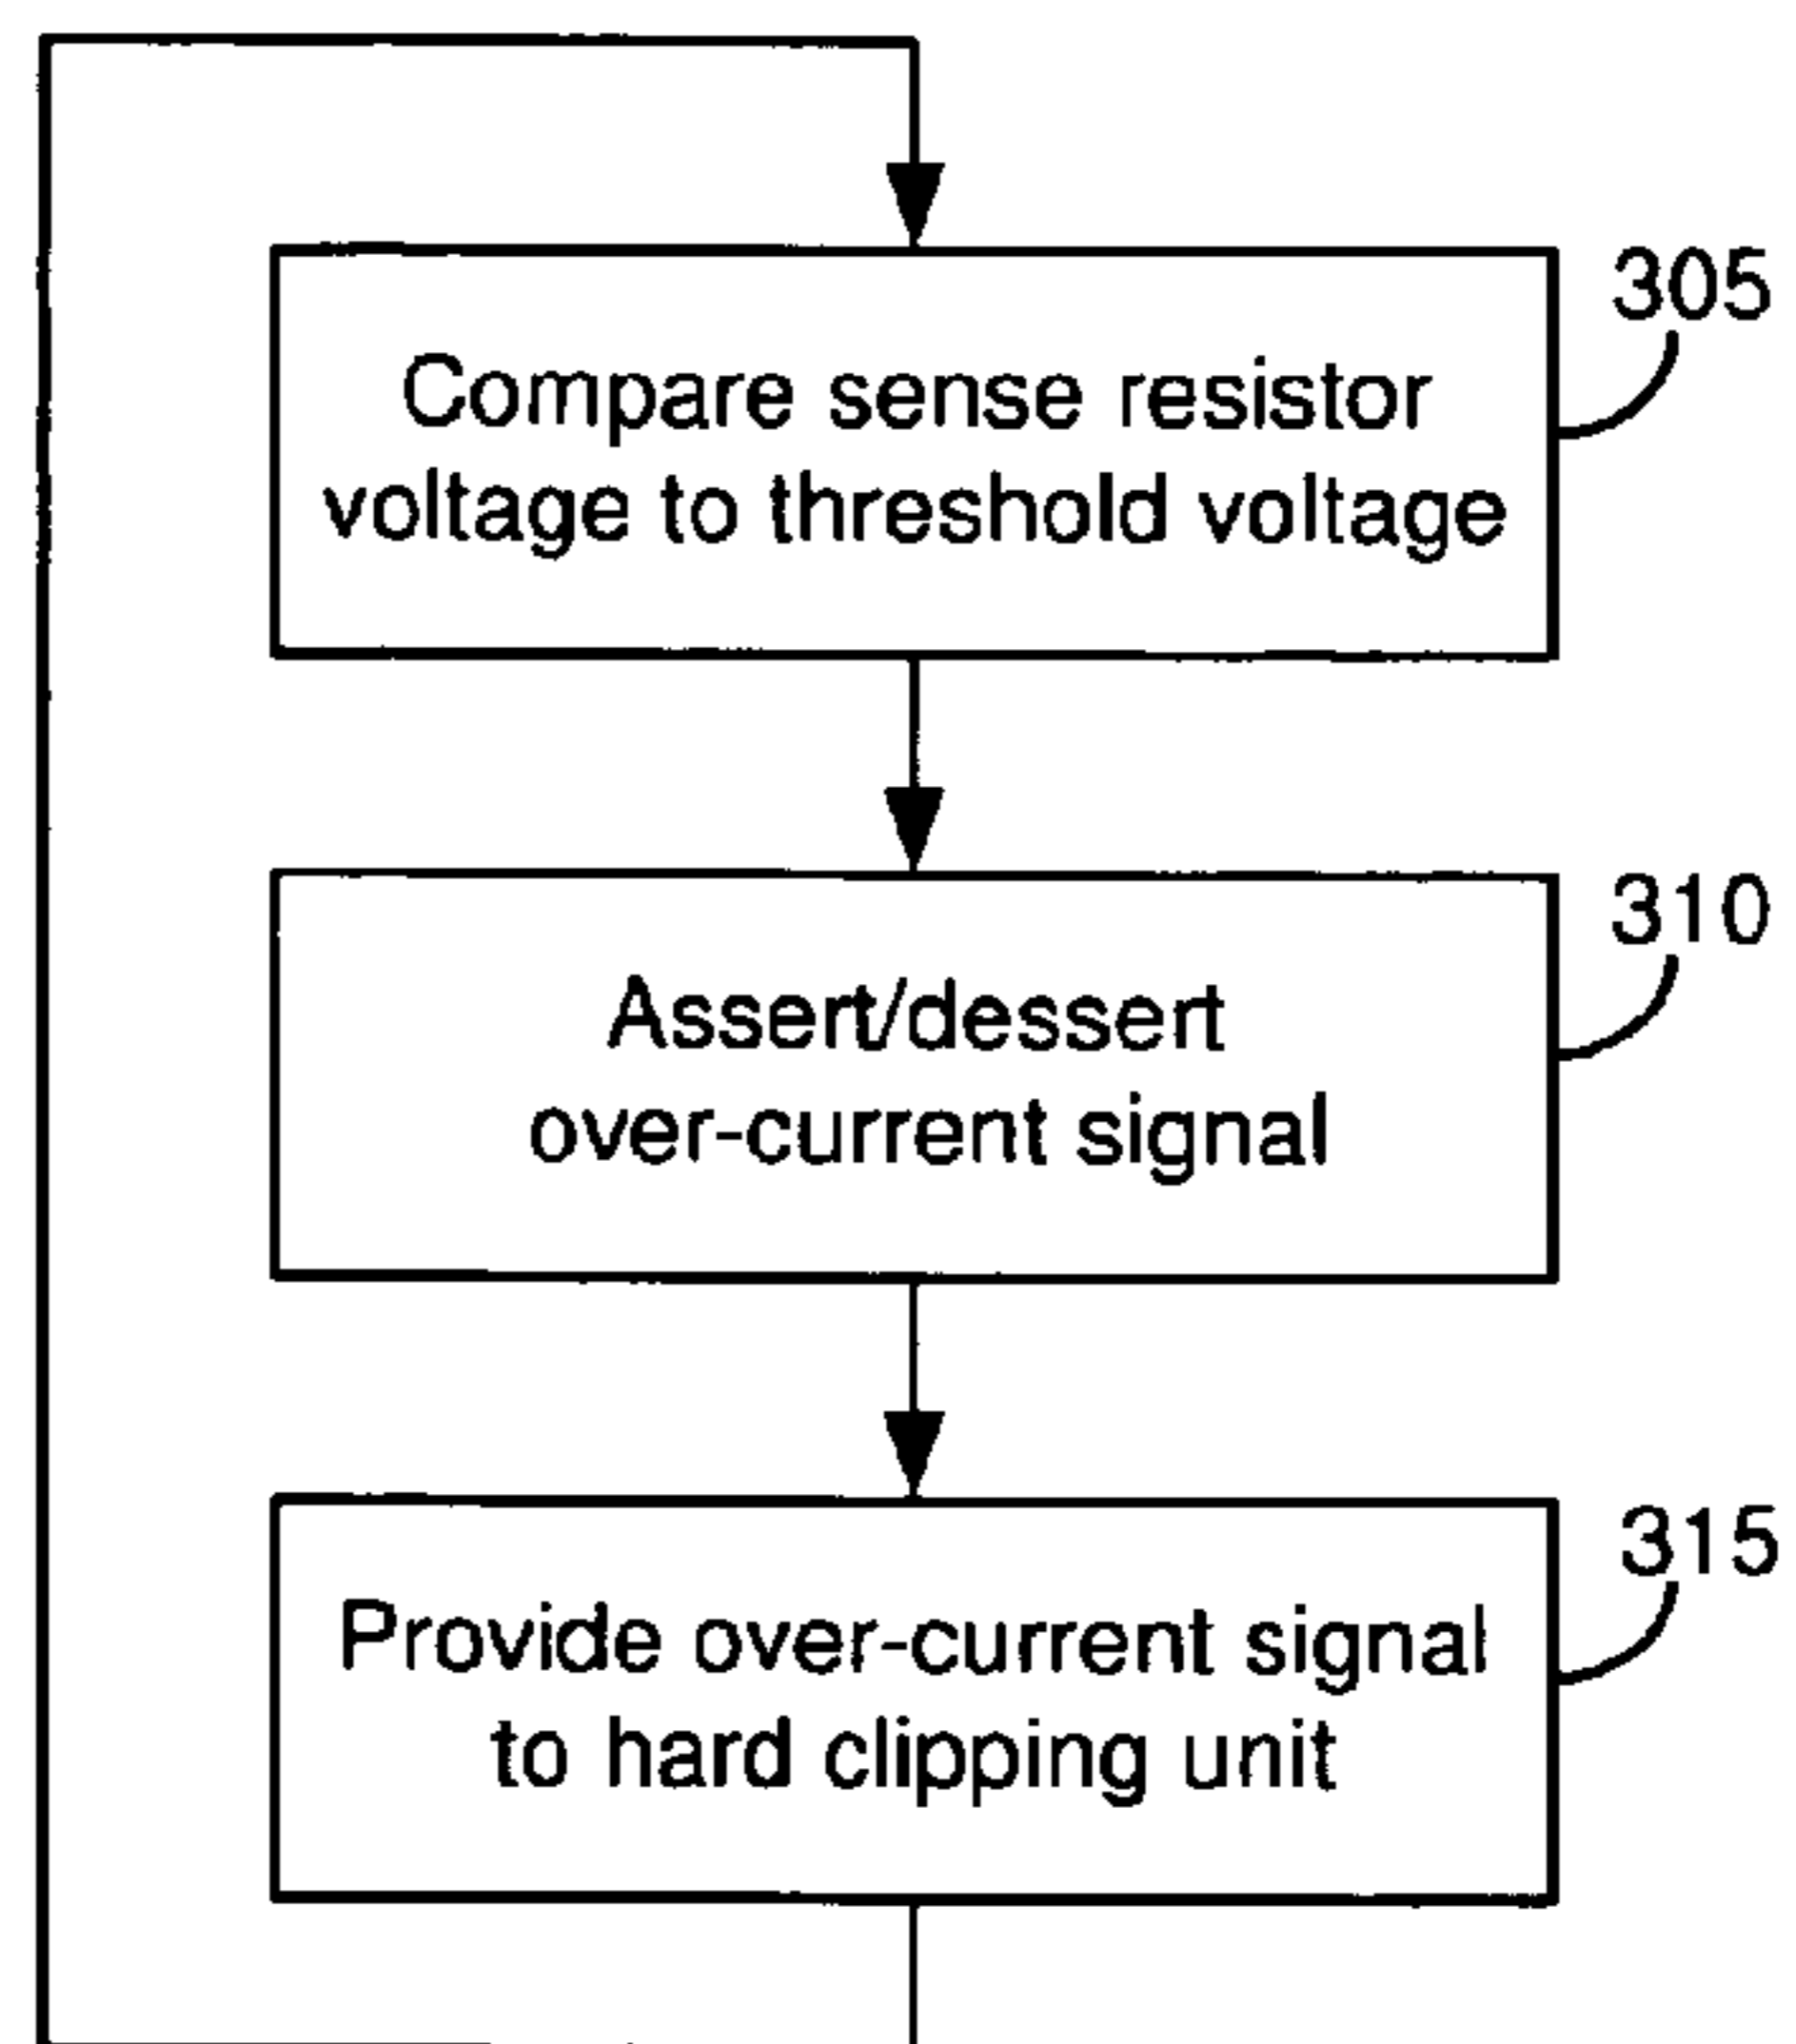 305
Compare sense resistor
voltage to threshold voltage
310
Assert/dessert
over-current signal
315
Provide over-current signal
to hard clipping unit